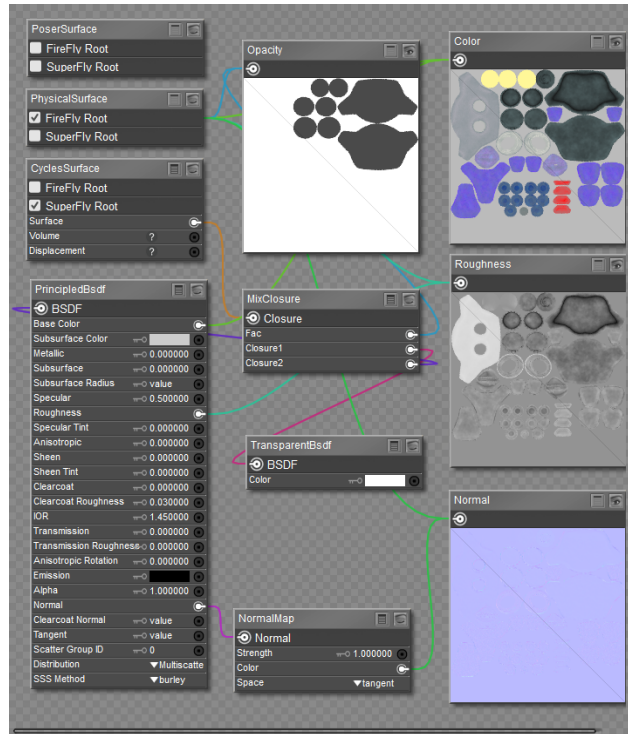 PoserSurface
FireFly Root
SuperFly Root
PhysicalSurface
FireFly Root
SuperFly Root
CyclesSurface
FireFly Root
SuperFly Root
Surface
Volume ?
Displacement ?
PrincipledBsdf
BSDF
Base Color
Subsurface Color
Metallic 0.000000
Subsurface 0.000000
Subsurface Radius value
Specular 0.500000
Roughness
Specular Tint 0.000000
Anisotropic 0.000000
Sheen 0.000000
Sheen Tint 0.000000
Clearcoat 0.000000
Clearcoat Roughness 0.030000
IOR 1.450000
Transmission 0.000000
Transmission Roughness 0.000000
Anisotropic Rotation 0.000000
Emission
Alpha 1.000000
Normal
Clearcoat Normal value
Tangent value
Scatter Group ID 0
Distribution ▼Multiscatte
SSS Method ▼burley
Opacity
MixClosure
Closure
Fac
Closure1
Closure2
TransparentBsdf
BSDF
Color
NormalMap
Normal
Strength 1.000000
Color
Space ▼tangent
Color
Roughness
Normal